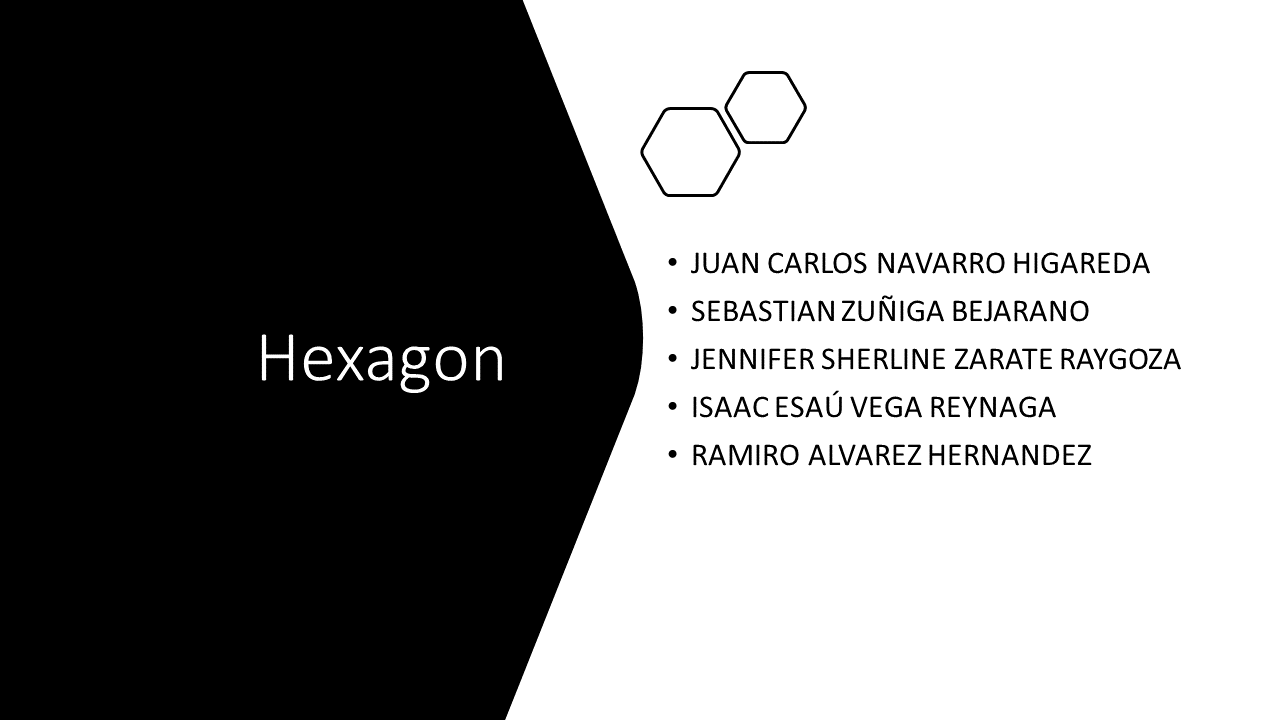 Hexagon
• JUAN CARLOS NAVARRO HIGAREDA
• SEBASTIAN ZUÑIGA BEJARANO
• JENNIFER SHERLINE ZARATE RAYGOZA
• ISAAC ESAÚ VEGA REYNAGA
• RAMIRO ALVAREZ HERNANDEZ